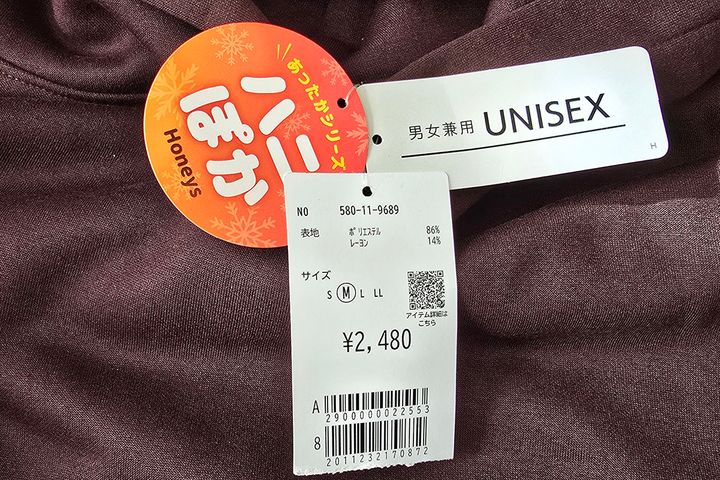 あったかシリーズ
ハニ
ぽか
Honeys
男女兼用 UNISEX
H
NO 580-11-9689
表地 ポリエステル 86%
レーヨン 14%
サイズ
S M L LL
アイテム詳細は
こちら
¥2,480
A
2900000022553
8
2011232170872